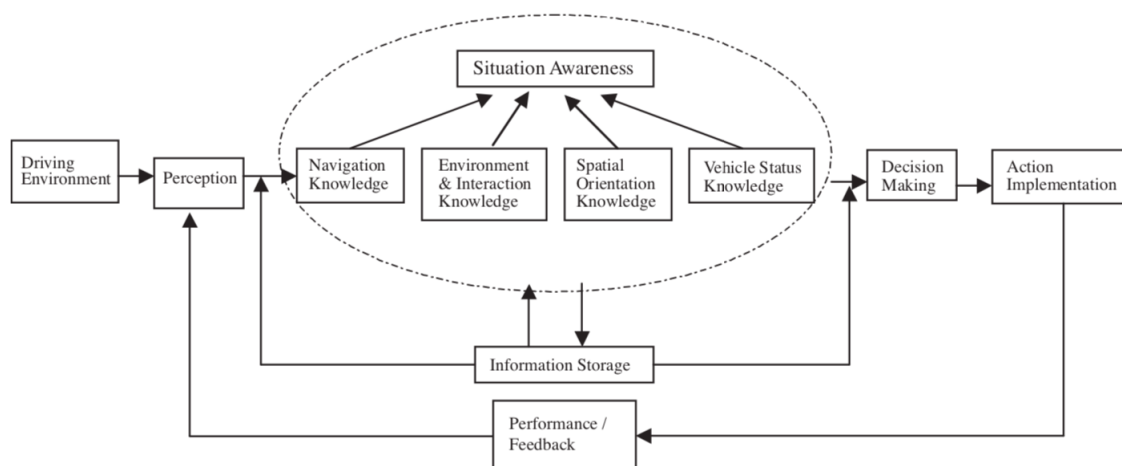 Situation Awareness
Driving
Environment
Perception
Navigation
Knowledge
Environment
& Interaction
Knowledge
Spatial
Orientation
Knowledge
Vehicle Status
Knowledge
Decision
Making
Action
Implementation
Information Storage
Performance /
Feedback